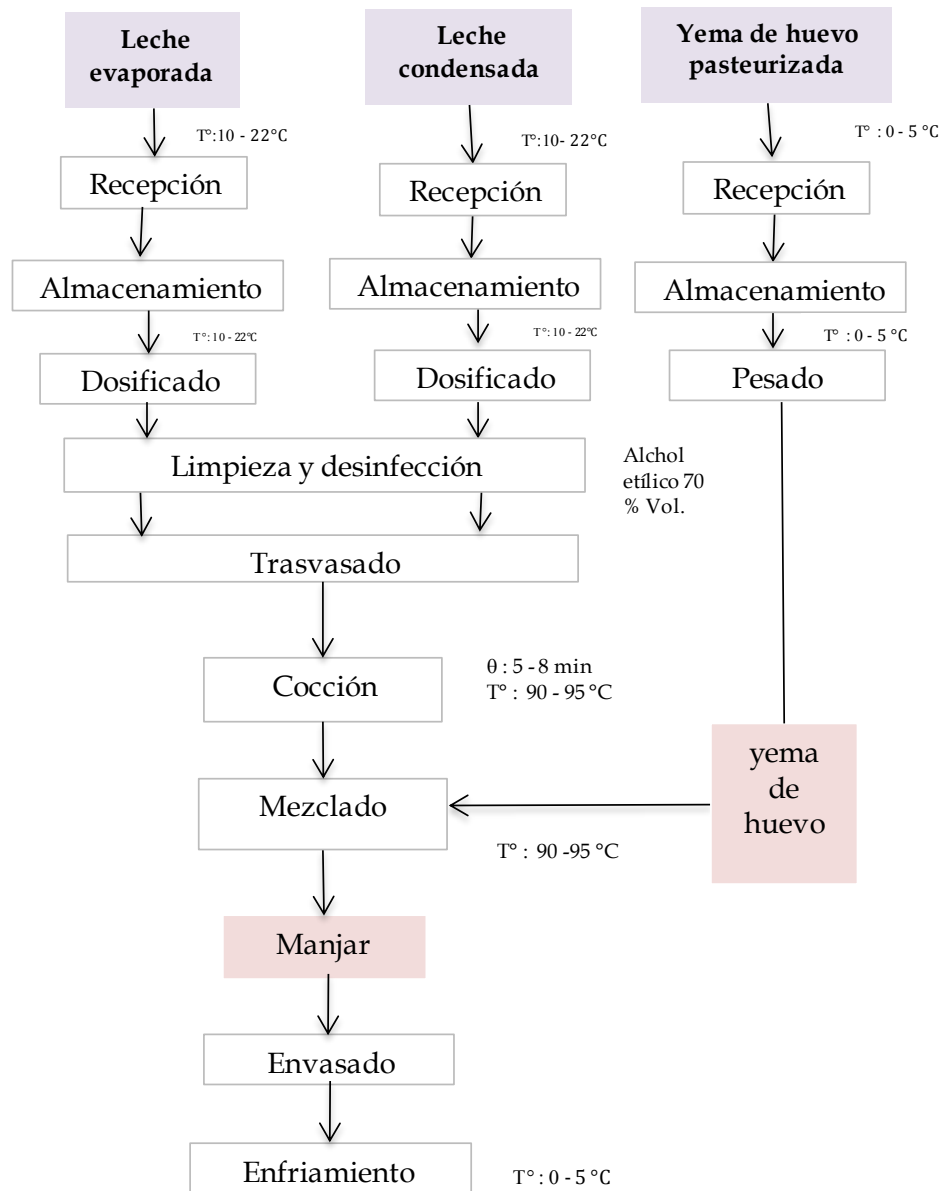 Leche
evaporada
Leche
condensada
Yema de huevo
pasteurizada
T°:10 - 22°C
T°:10- 22°C
T° : 0 - 5 °C
Recepción
Recepción
Recepción
Almacenamiento
Almacenamiento
Almacenamiento
T°: 10 - 22°C
T°: 10 - 22°C
T° : 0 - 5 °C
Dosificado
Dosificado
Pesado
Limpieza y desinfección
Alchol
etílico 70
% Vol.
Trasvasado
Cocción
θ : 5 - 8 min
T° : 90 - 95 °C
yema
de
huevo
Mezclado
T° : 90 -95 °C
Manjar
Envasado
Enfriamiento
T° : 0 - 5 °C